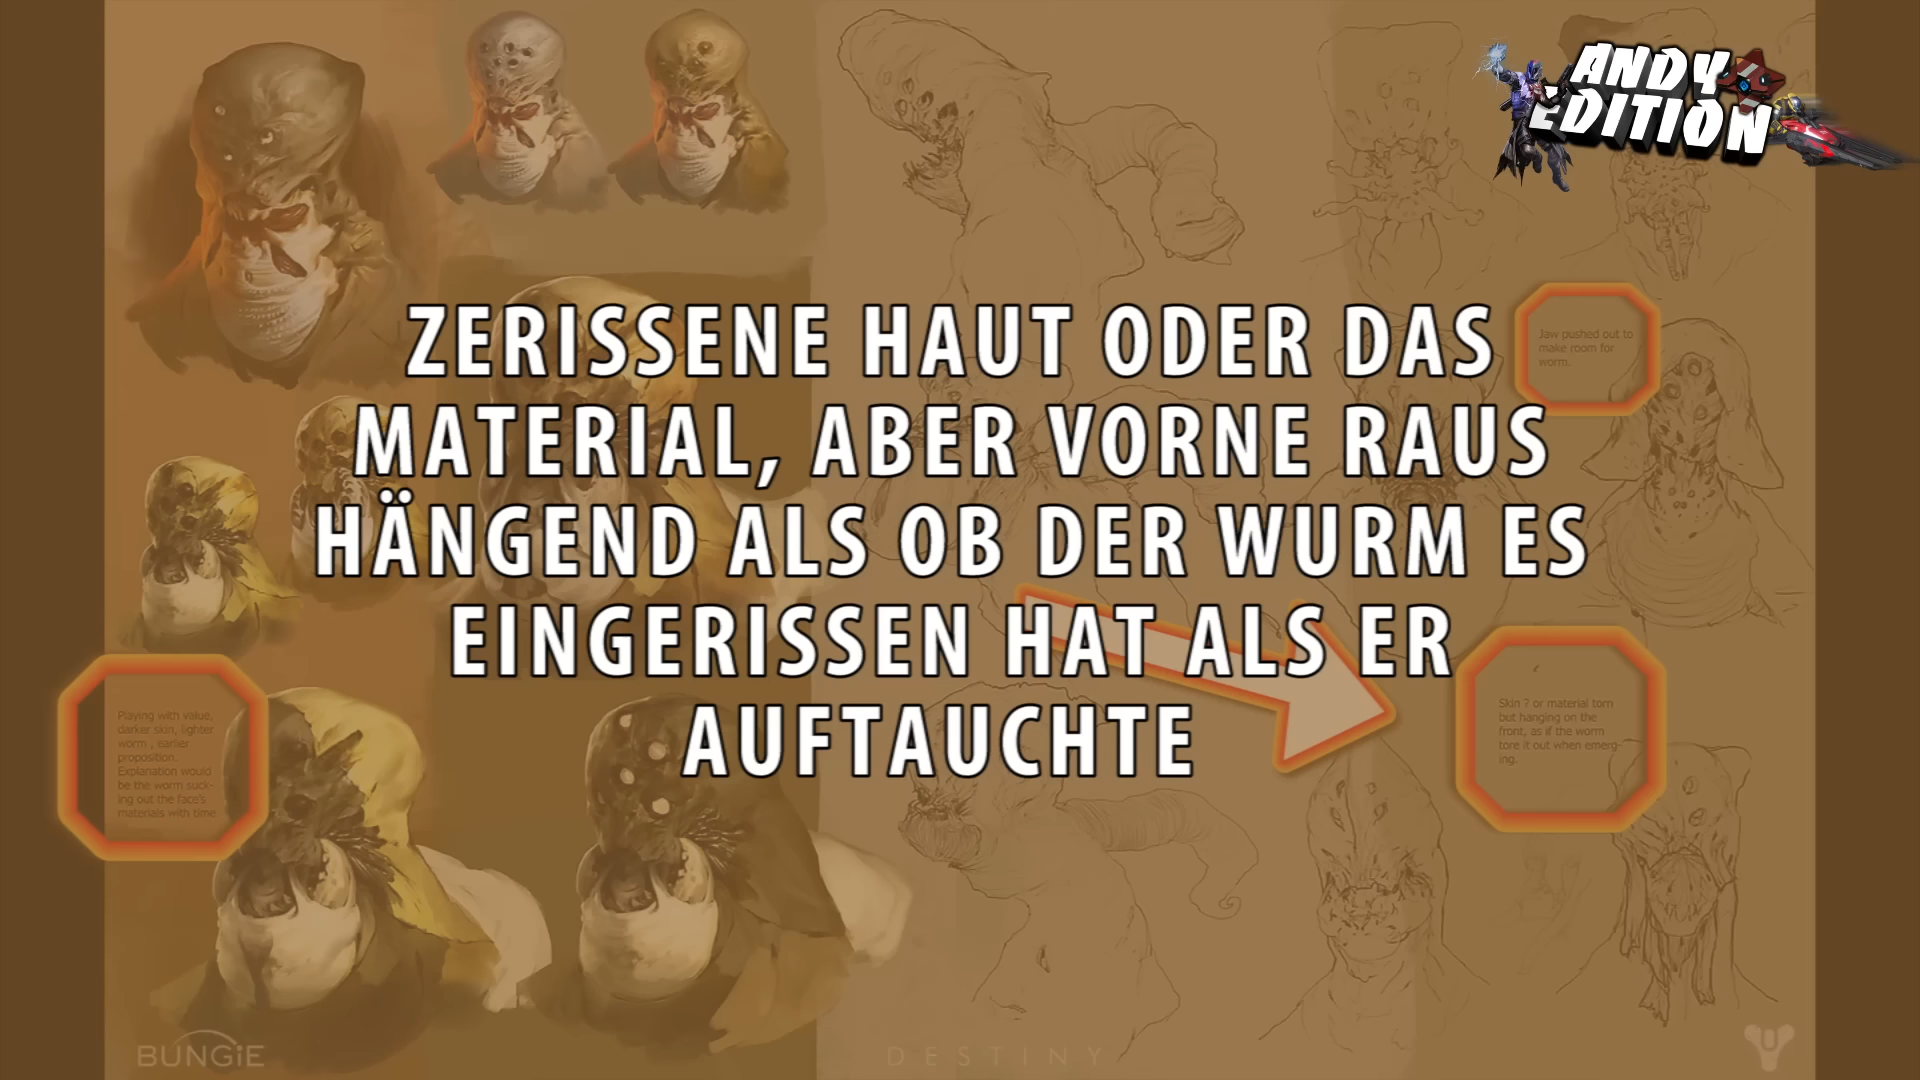 ANDY
EDITION
Jaw pushed out to
make room for
worm.
ZERISSENE HAUT ODER DAS
MATERIAL, ABER VORNE RAUS
HÄNGEND ALS OB DER WURM ES
EINGERISSEN HAT ALS ER
AUFTAUCHTE
Playing with value,
darker skin, lighter
worm , earlier
proposition.
Explanation would
be the worm suck-
ing out the face's
materials with time
Skin ? or material torn
but hanging on the
front, as if the worm
tore it out when emerg-
ing.
BUNGiE
DESTINY